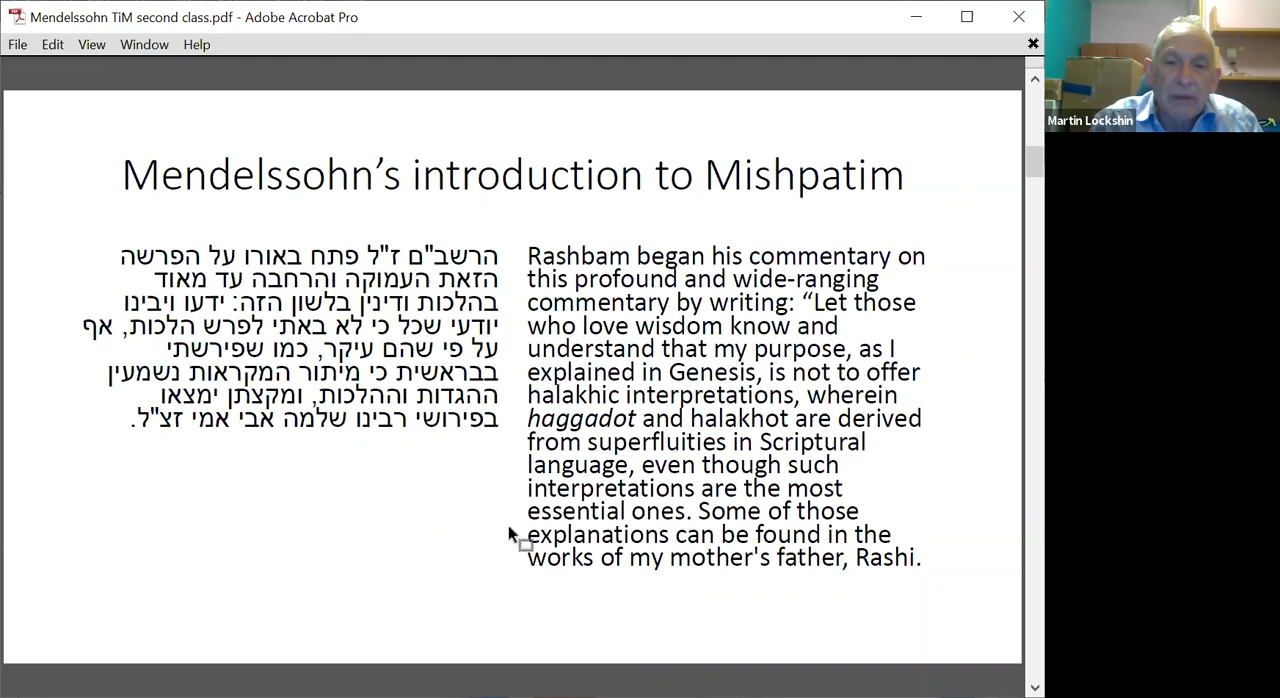 Mendelssohn TiM second class.pdf - Adobe Acrobat Pro
File Edit View Window Help
Martin Lockshin
Mendelssohn’s introduction to Mishpatim
הרשב"ם ז"ל פתח באורו על הפרשה
הזאת העמוקה והרחבה עד מאוד
בהלכות ודינין בלשון הזה: ידעו ויבינו
יודעי שכל כי לא באתי לפרש הלכות, אף
על פי שהם עיקר, כמו שפירשתי
בבראשית כי מיתור המקראות נשמעין
ההגדות וההלכות, ומקצתן ימצאו
בפירושי רבינו שלמה אבי אמי זצ"ל.
Rashbam began his commentary on
this profound and wide-ranging
commentary by writing: “Let those
who love wisdom know and
understand that my purpose, as I
explained in Genesis, is not to offer
halakhic interpretations, wherein
haggadot and halakhot are derived
from superfluities in Scriptural
language, even though such
interpretations are the most
essential ones. Some of those
explanations can be found in the
works of my mother's father, Rashi.